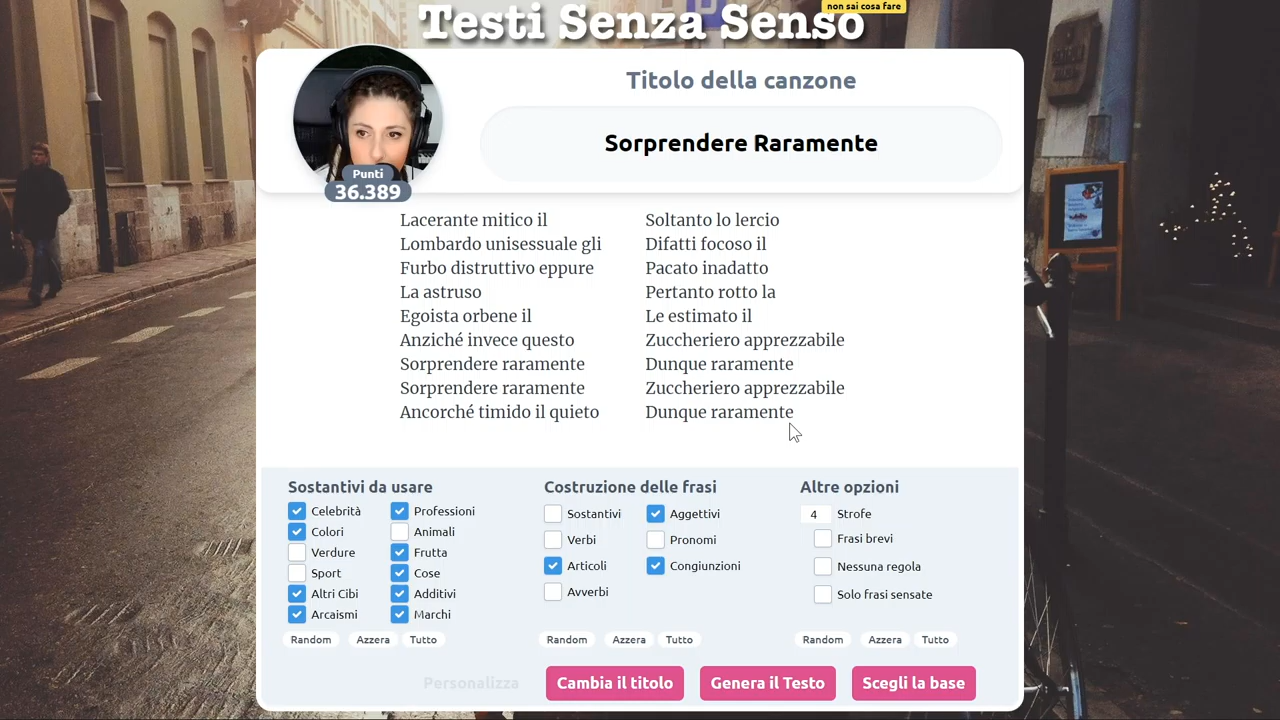 non sai cosa fare
Testi Senza Senso
Titolo della canzone
Sorprendere Raramente
Punti
36.389
Lacerante mitico il
Lombardo unisessuale gli
Furbo distruttivo eppure
La astruso
Egoista orbene il
Anziché invece questo
Sorprendere raramente
Sorprendere raramente
Ancorché timido il quieto
Soltanto lo lercio
Difatti focoso il
Pacato inadatto
Pertanto rotto la
Le estimato il
Zuccheriero apprezzabile
Dunque raramente
Zuccheriero apprezzabile
Dunque raramente
Sostantivi da usare
Celebrità
Professioni
Colori
Animali
Verdure
Frutta
Sport
Cose
Altri Cibi
Additivi
Arcaismi
Marchi
Random Azzera Tutto
Costruzione delle frasi
Sostantivi
Aggettivi
Verbi
Pronomi
Articoli
Congiunzioni
Avverbi
Random Azzera Tutto
Altre opzioni
4 Strofe
Frasi brevi
Nessuna regola
Solo frasi sensate
Random Azzera Tutto
Personalizza
Cambia il titolo
Genera il Testo
Scegli la base